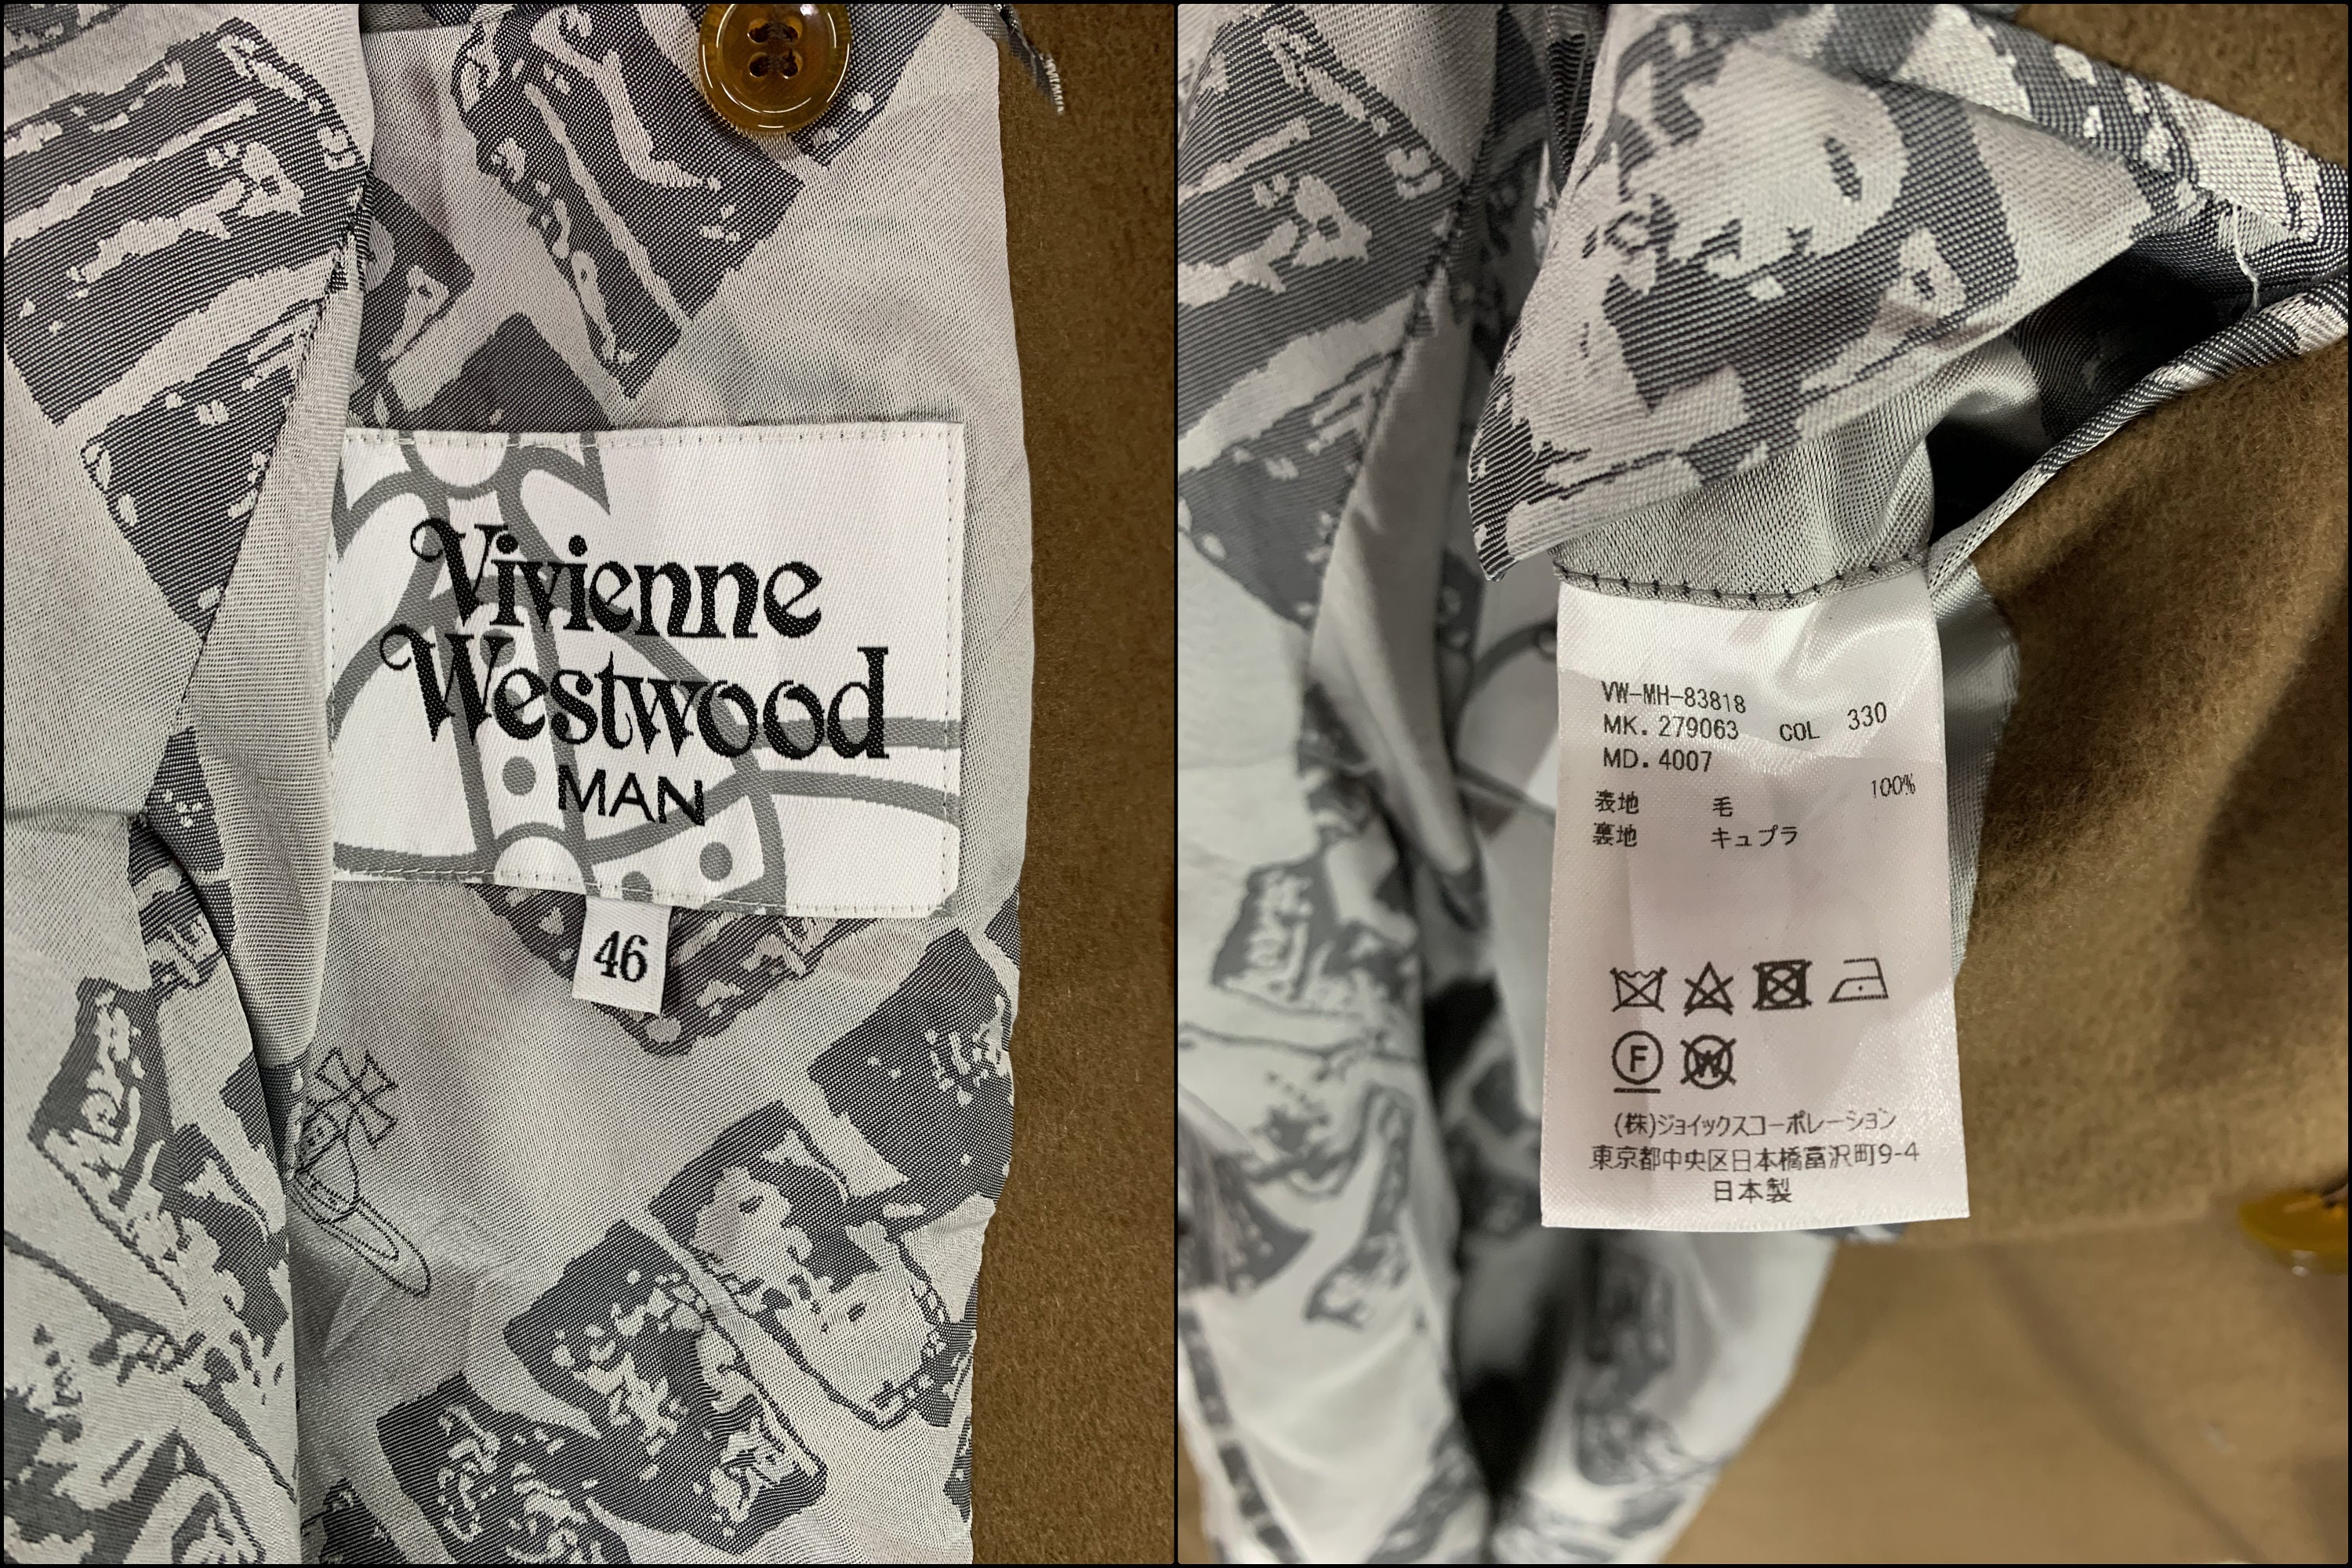 Vivienne
Westwood
MAN
46
VW-MH-83818
MK. 279063 COL 330
MD. 4007
表地 毛 100%
裏地 キュプラ
F W
(株)ジョイックスコーポレーション
東京都中央区日本橋富沢町9-4
日本製